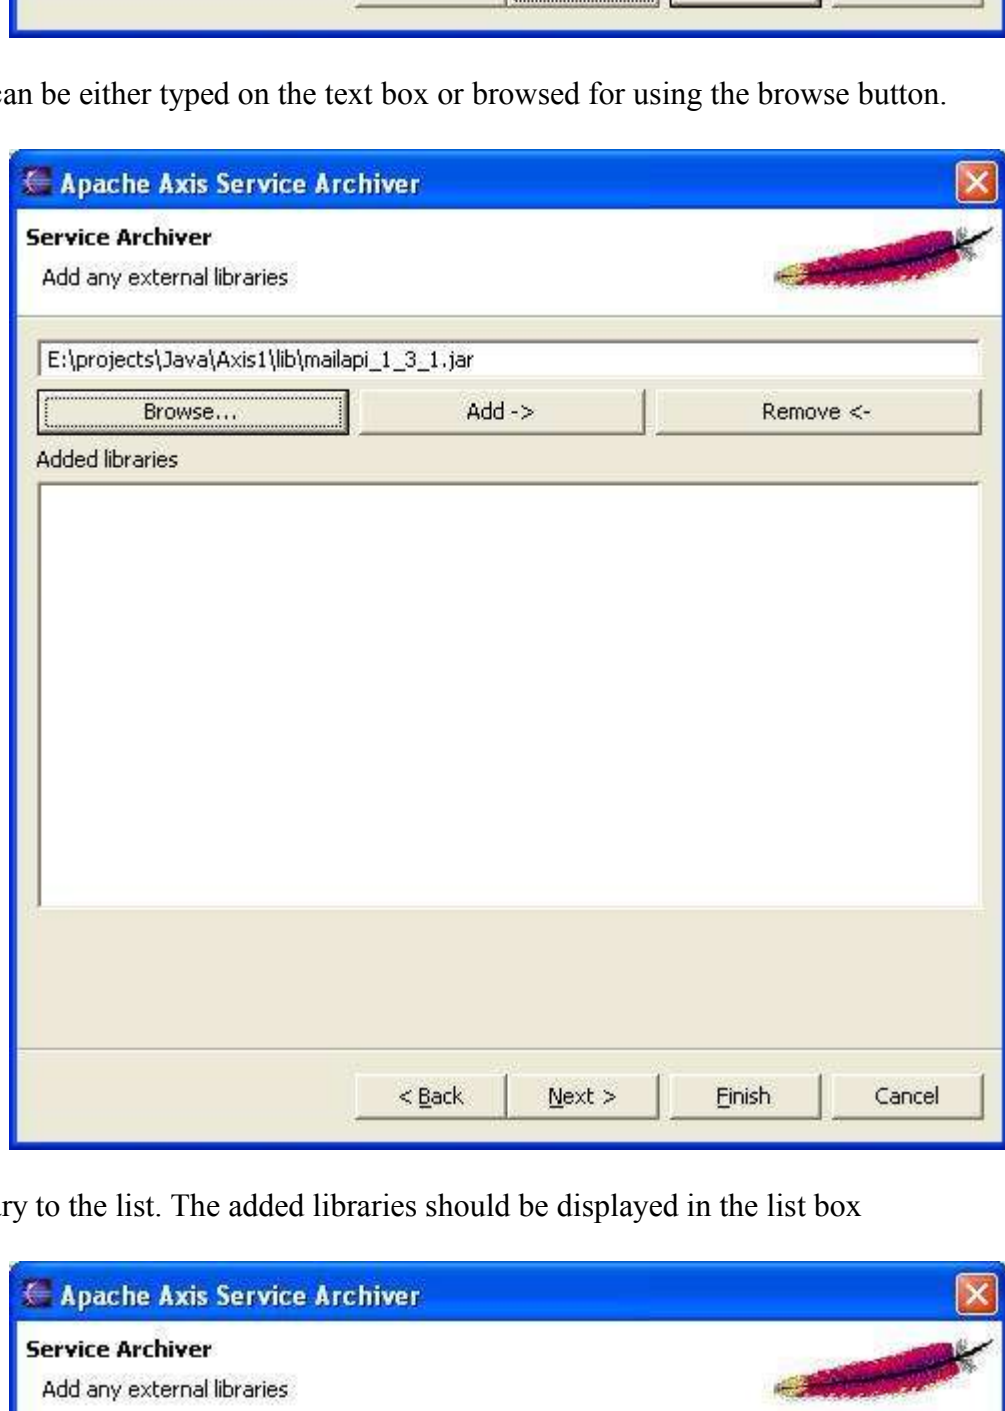 can be either typed on the text box or browsed for using the browse button.
Apache Axis Service Archiver
Service Archiver
Add any external libraries
E:\projects\Java\Axis1\lib\mailapi_1_3_1.jar
Browse... Add -> Remove <-
Added libraries
< Back Next > Finish Cancel
ry to the list. The added libraries should be displayed in the list box
Apache Axis Service Archiver
Service Archiver
Add any external libraries